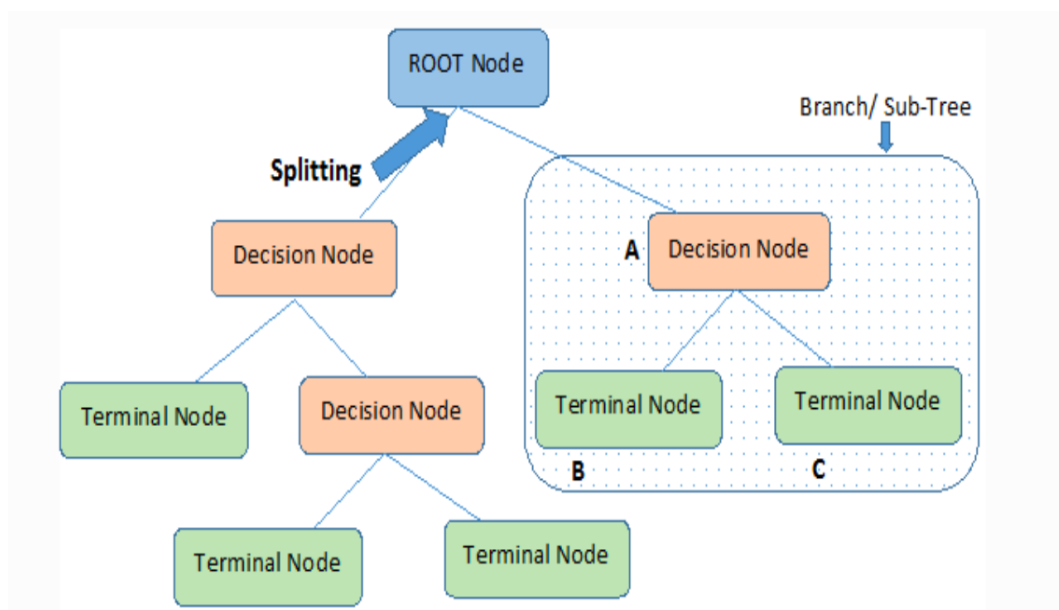 ROOT Node
Branch/ Sub-Tree
Splitting
Decision Node
A
Decision Node
Terminal Node
Decision Node
Terminal Node
Terminal Node
B
C
Terminal Node
Terminal Node